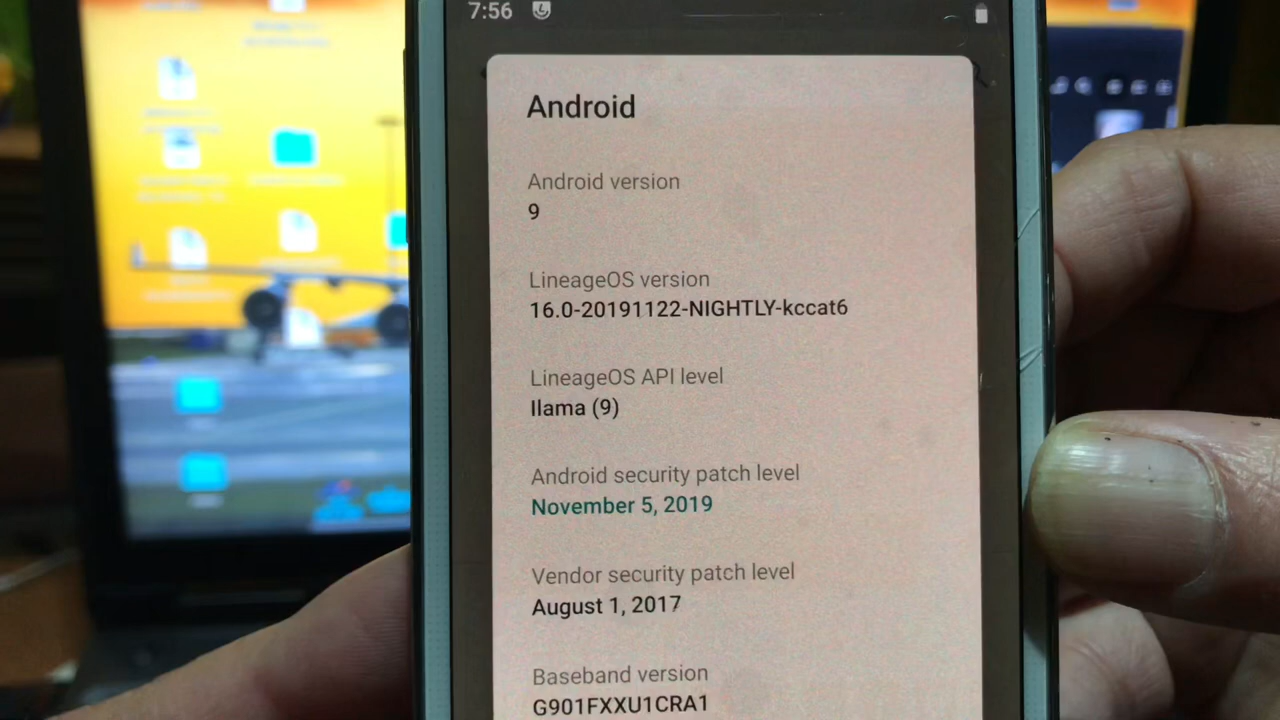 7:56
Android
Android version
9
LineageOS version
16.0-20191122-NIGHTLY-kccat6
LineageOS API level
llama (9)
Android security patch level
November 5, 2019
Vendor security patch level
August 1, 2017
Baseband version
G901FXXU1CRA1